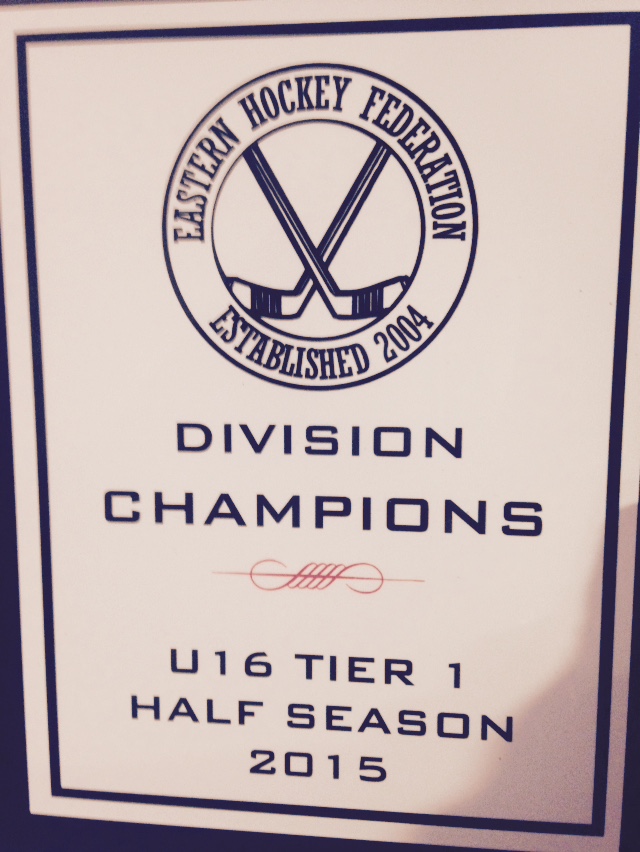 EASTERN HOCKEY FEDERATION
ESTABLISHED 2004
DIVISION
CHAMPIONS
U16 TIER 1
HALF SEASON
2015